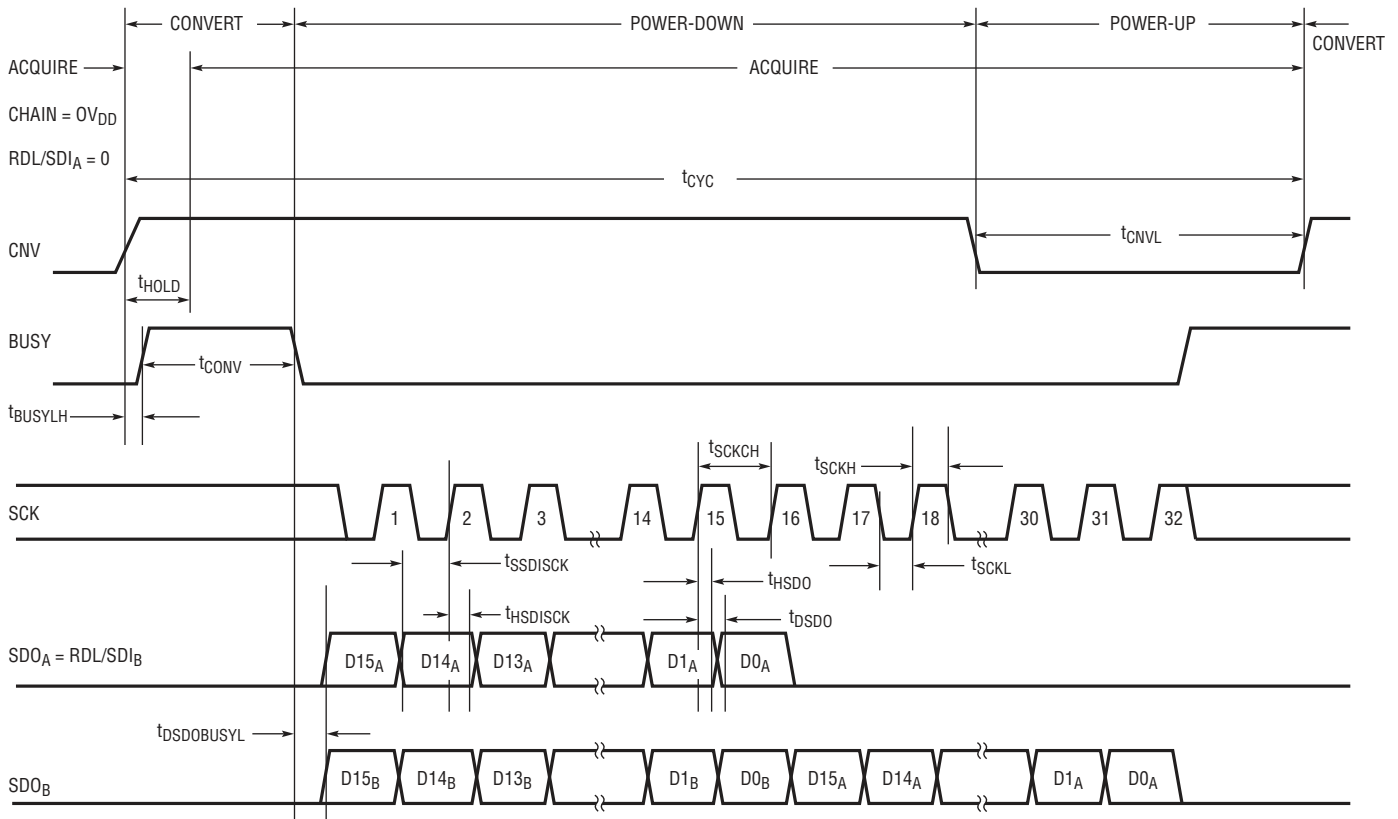 CONVERT POWER-DOWN POWER-UP
CONVERT
ACQUIRE ACQUIRE
CHAIN = OVDD
RDL/SDIA = 0
tCYC
CNV tCNVL
tHOLD
BUSY
tCONV
tBUSYLH
tSCKCH tSCKH
SCK 1 2 3 14 15 16 17 18 30 31 32
tSSDISCK tHSDO tSCKL
tHSDISCK tDSDO
SDOA = RDL/SDIB D15A D14A D13A D1A D0A
tDSDOBUSYL
SDOB D15B D14B D13B D1B D0B D15A D14A D1A D0A